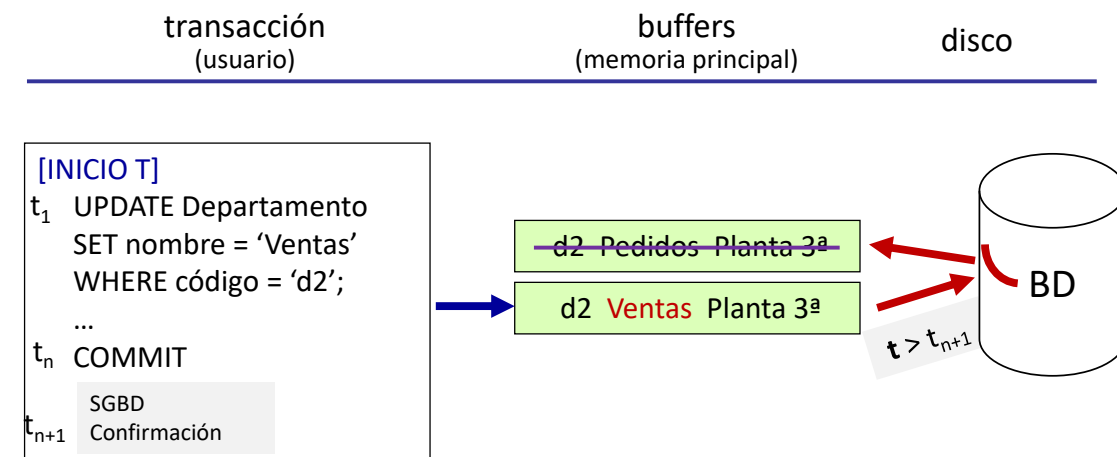 transacción
(usuario)
buffers
(memoria principal)
disco
[INICIO T]
t₁ UPDATE Departamento
SET nombre = ‘Ventas’
WHERE código = ‘d2’;
…
tₙ COMMIT
SGBD
tₙ₊₁ Confirmación
d2 Pedidos Planta 3ª
d2 Ventas Planta 3ª
t > tₙ₊₁
BD